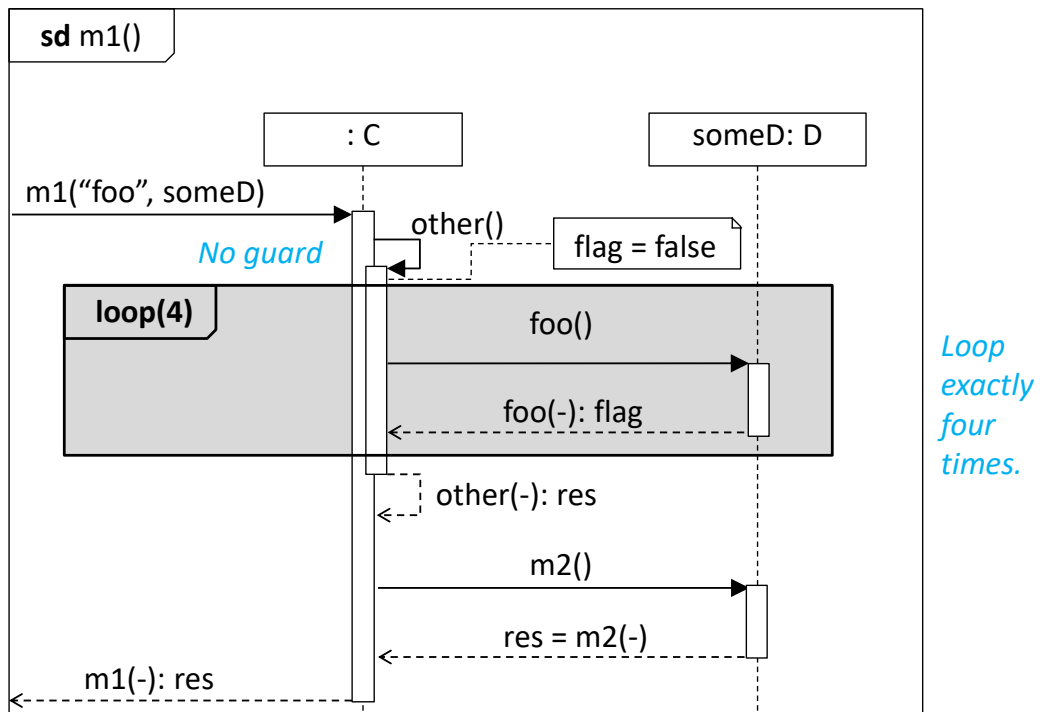 sd m1()
: C
someD: D
m1(“foo”, someD)
other()
No guard
flag = false
loop(4)
foo()
Loop
exactly
four
times.
foo(-): flag
other(-): res
m2()
res = m2(-)
m1(-): res